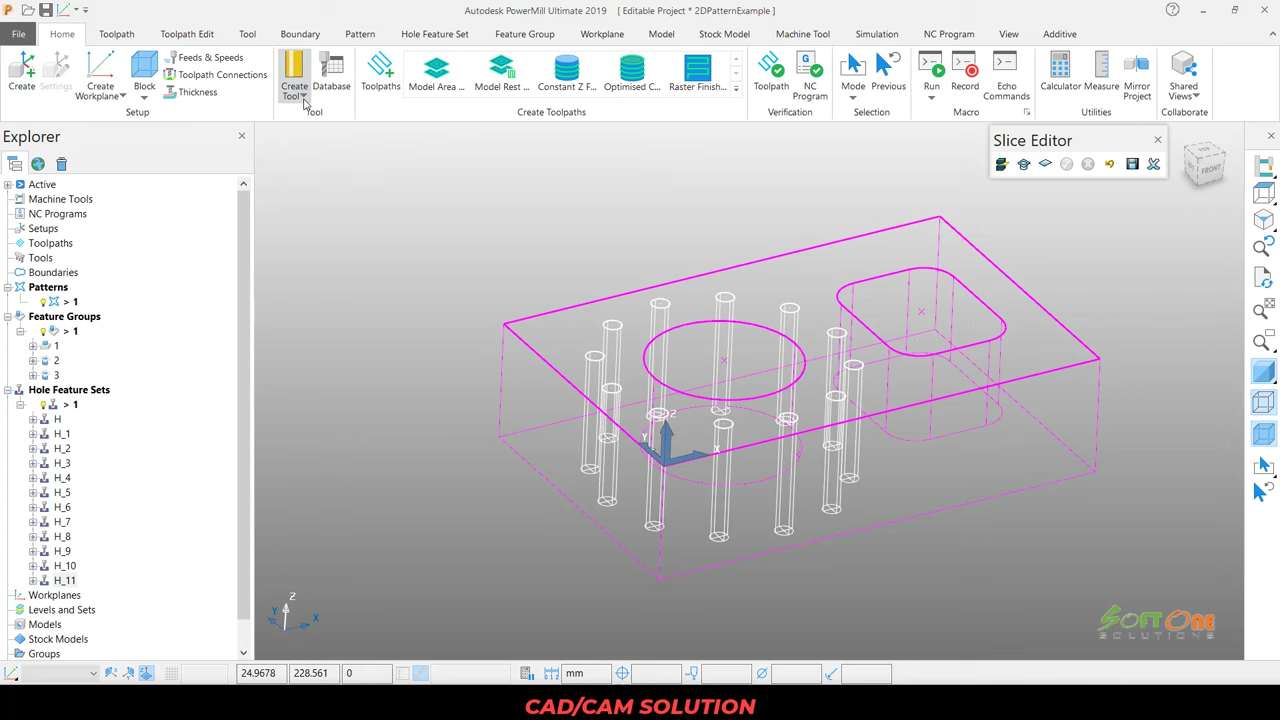 Autodesk PowerMill Ultimate 2019 [ Editable Project * 2DPatternExample ]
File Home Toolpath Toolpath Edit Tool Boundary Pattern Feature Set Feature Group Workplane Model Stock Model Machine Tool Simulation NC Program View Additive
Create
Settings
Create Workplane
Block
Feeds & Speeds
Toolpath Connections
Thickness
Setup
Create Tool
Database
Tool
Toolpaths
Model Area ...
Model Rest ...
Constant Z F...
Optimised C...
Raster Finish...
Create Toolpaths
Toolpath
NC Program
Verification
Mode
Previous
Selection
Run
Record
Echo Commands
Macro
Calculator
Measure
Mirror Project
Utilities
Shared Views
Collaborate
Explorer
Active
Machine Tools
NC Programs
Setups
Toolpaths
Tools
Boundaries
Patterns
> 1
Feature Groups
> 1
1
2
3
Hole Feature Sets
> 1
H
H_1
H_2
H_3
H_4
H_5
H_6
H_7
H_8
H_9
H_10
H_11
Workplanes
Levels and Sets
Models
Stock Models
Groups
Slice Editor
FRONT
Z
Y
X
Z
Y
X
SOFTONE
SOLUTIONS
24.9678 228.561 0 mm
CAD/CAM SOLUTION